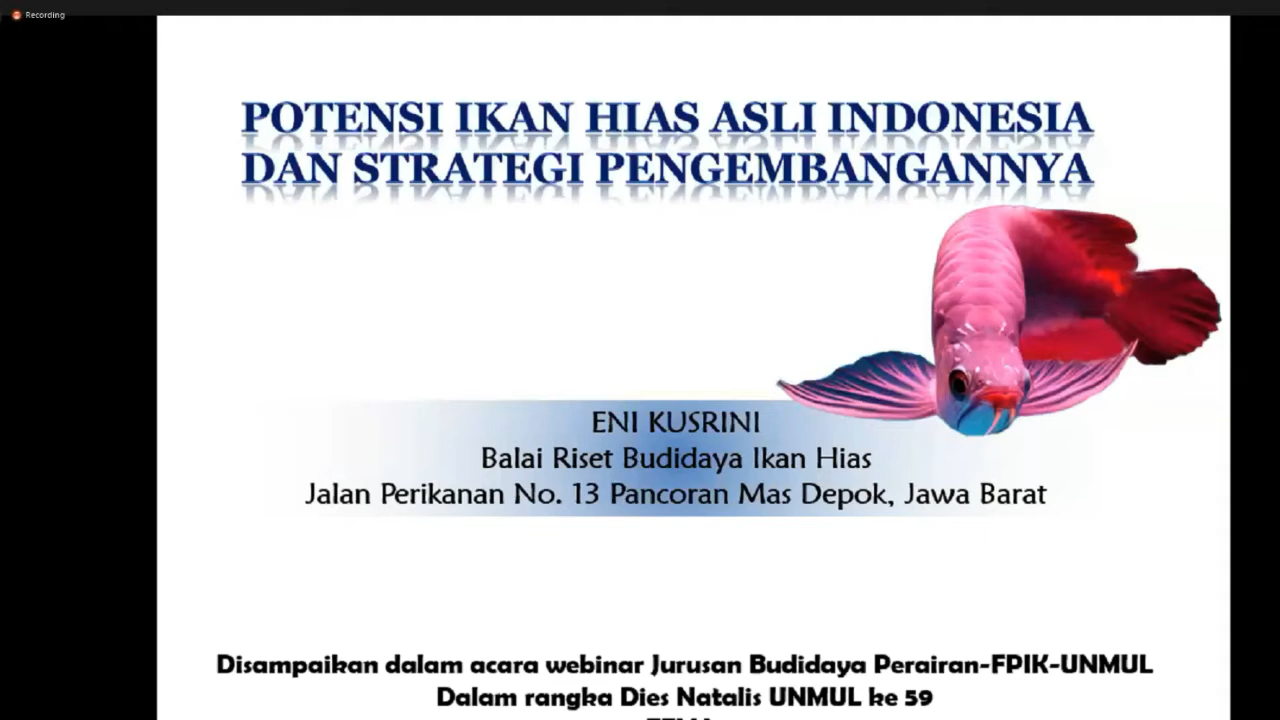 Recording
POTENSI IKAN HIAS ASLI INDONESIA
DAN STRATEGI PENGEMBANGANNYA
ENI KUSRINI
Balai Riset Budidaya Ikan Hias
Jalan Perikanan No. 13 Pancoran Mas Depok, Jawa Barat
Disampaikan dalam acara webinar Jurusan Budidaya Perairan-FPIK-UNMUL
Dalam rangka Dies Natalis UNMUL ke 59